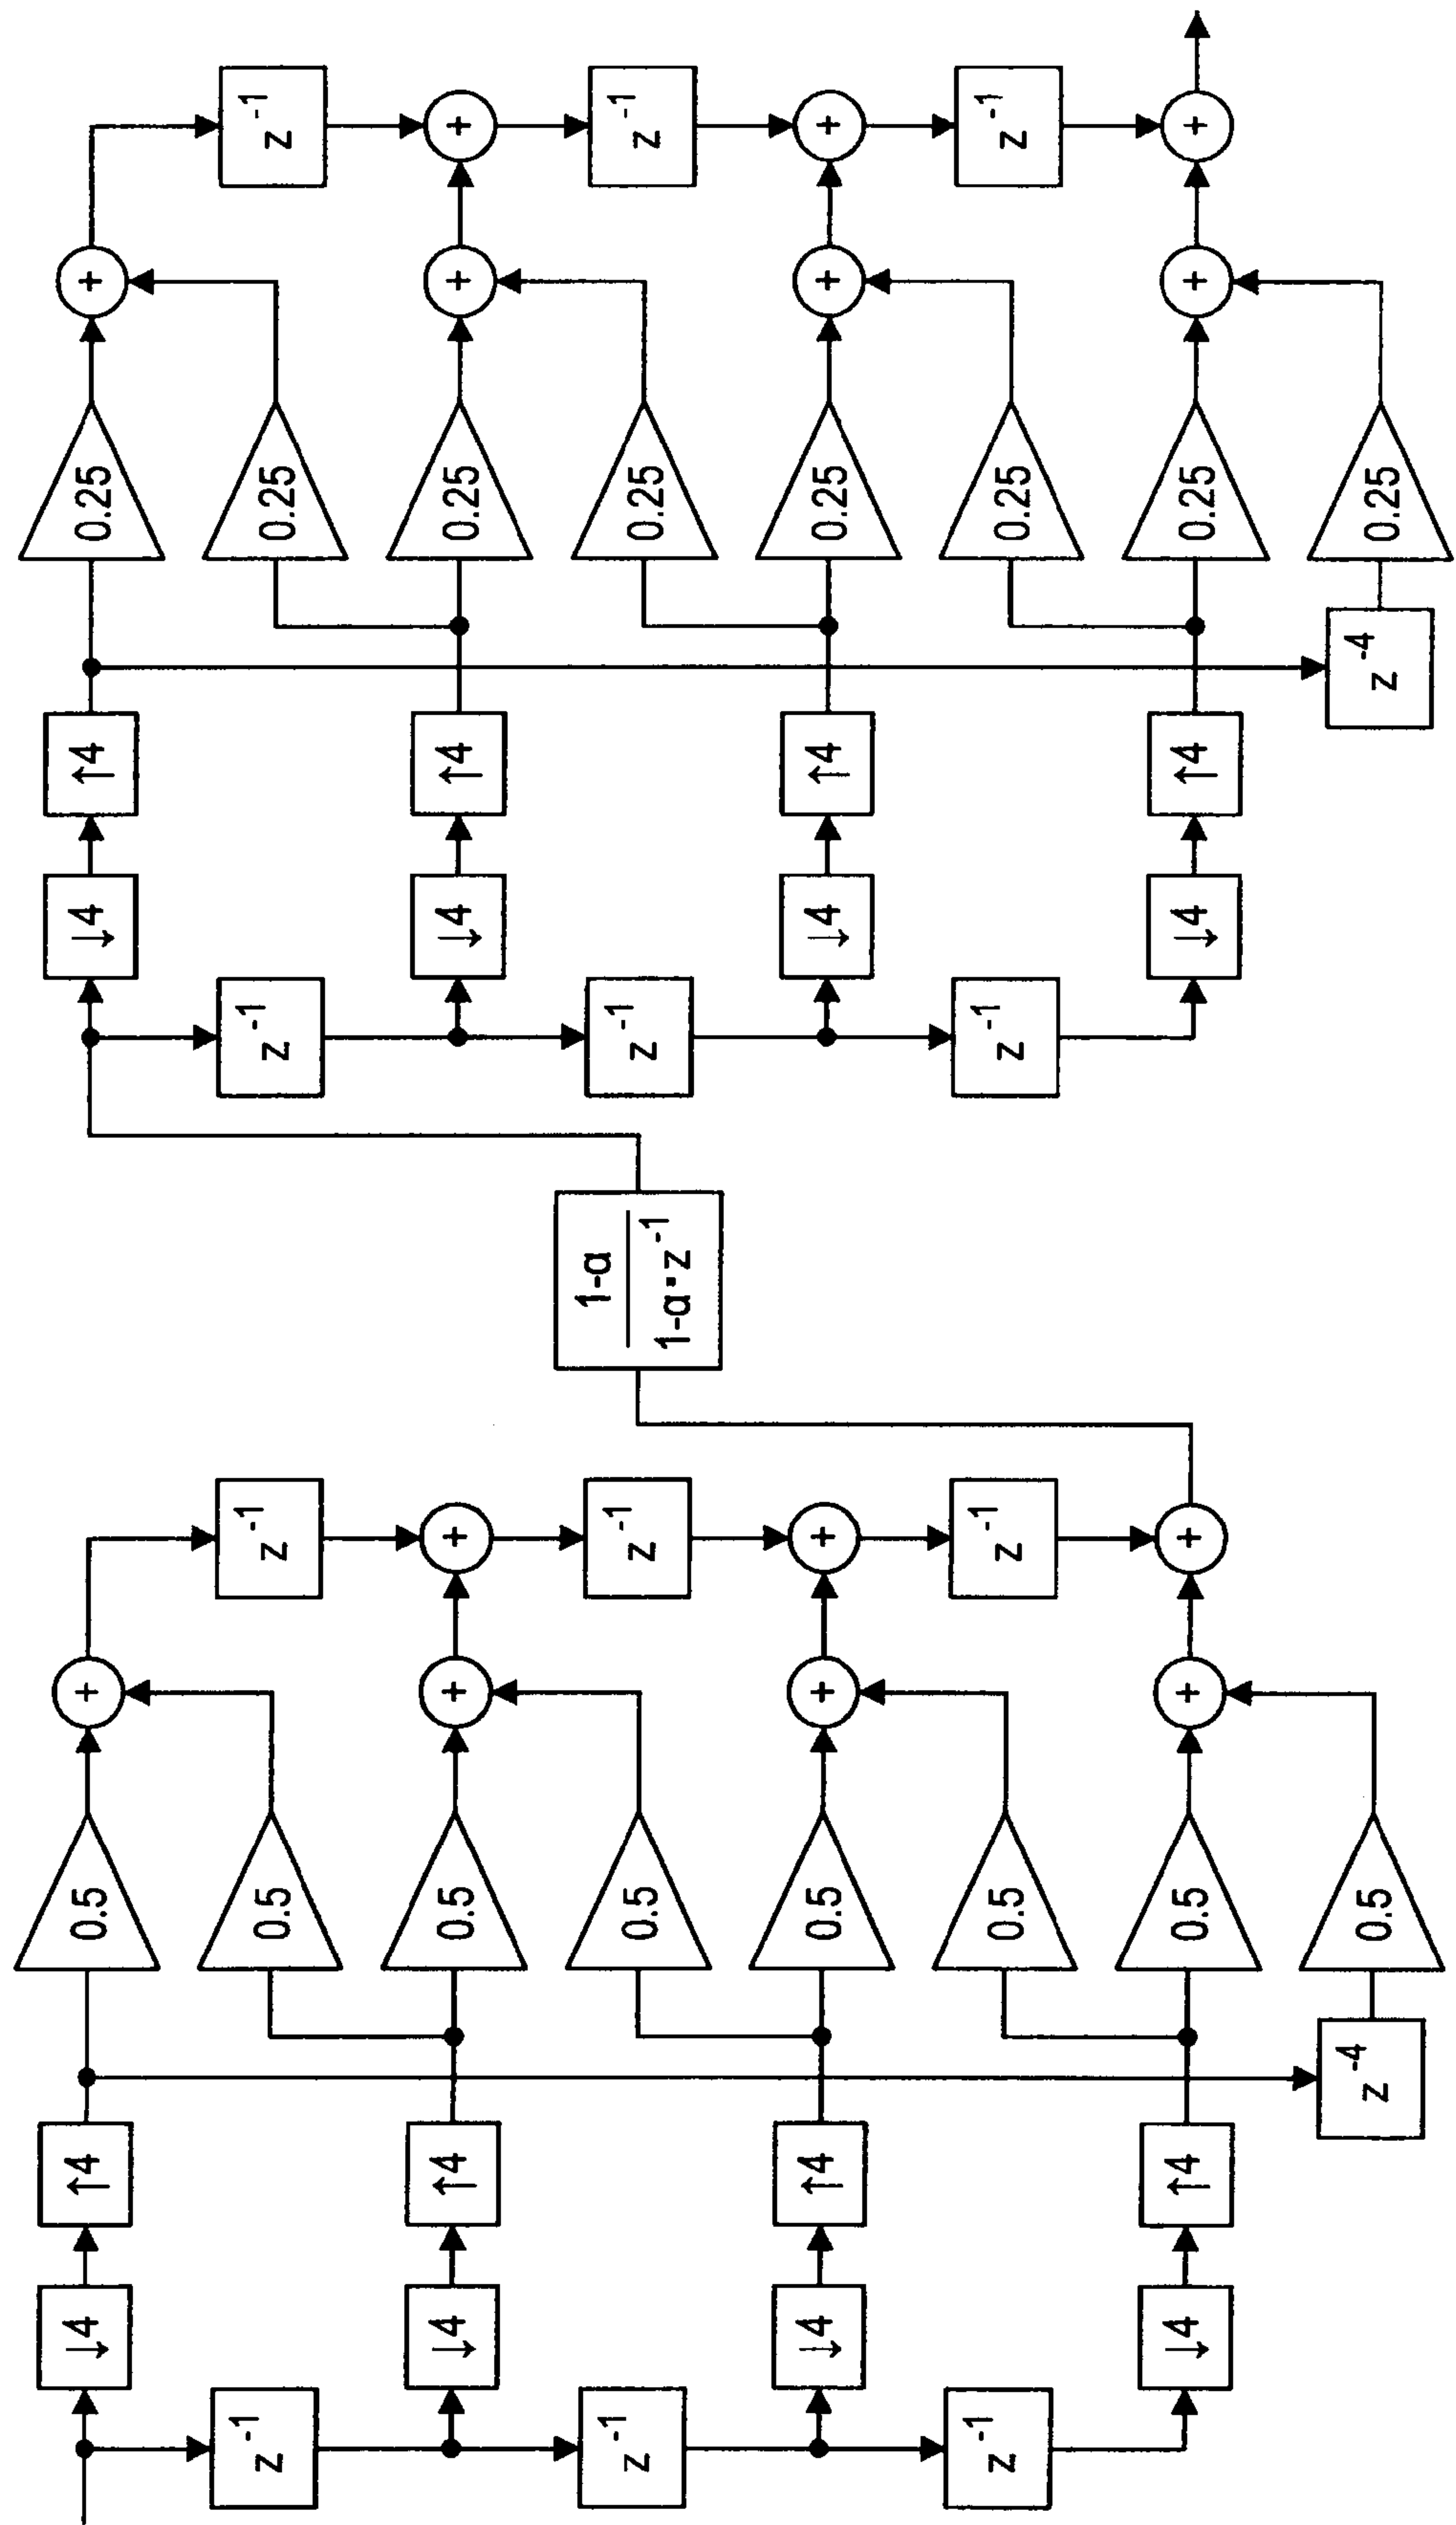 ↓4 ↑4 0.5 + ↓4 ↑4 0.25 +
z⁻¹ 0.5 z⁻¹ z⁻¹ 0.25 z⁻¹
↓4 ↑4 0.5 + + ↓4 ↑4 0.25 + +
z⁻¹ 0.5 z⁻¹
1-α
1-α·z⁻¹
z⁻¹ 0.25 z⁻¹
↓4 ↑4 0.5 + + ↓4 ↑4 0.25 + +
z⁻¹ 0.5 z⁻¹ z⁻¹ 0.25 z⁻¹
↓4 ↑4 0.5 + + ↓4 ↑4 0.25 + +
z⁻⁴ 0.5 z⁻⁴ 0.25